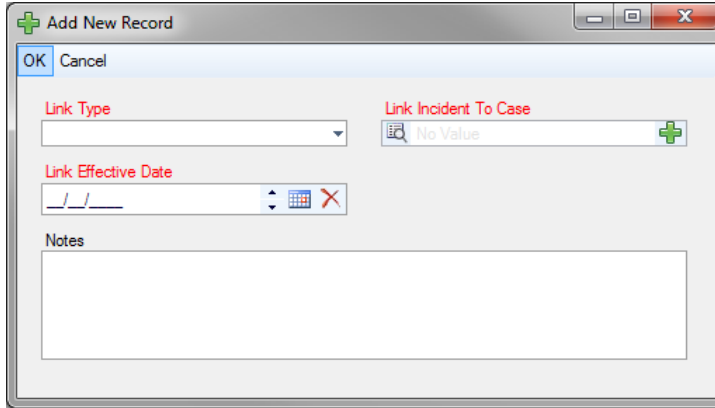 Add New Record
OK Cancel
Link Type
Link Incident To Case
No Value
Link Effective Date
__/__/____
Notes